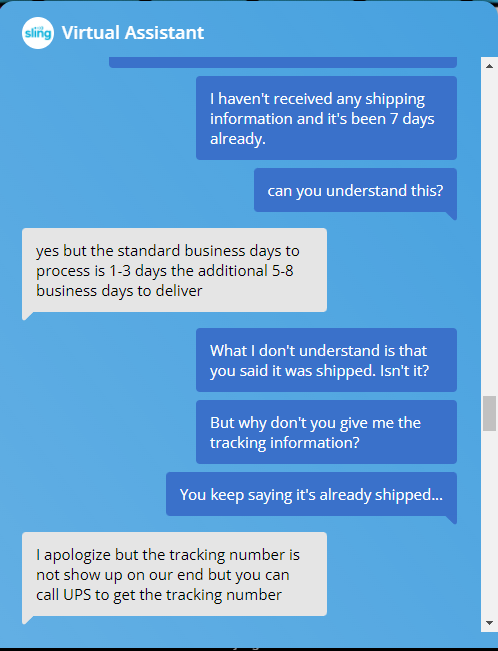 sling
Virtual Assistant
I haven't received any shipping
information and it's been 7 days
already.
can you understand this?
yes but the standard business days to
process is 1-3 days the additional 5-8
business days to deliver
What I don't understand is that
you said it was shipped. Isn't it?
But why don't you give me the
tracking information?
You keep saying it's already shipped...
I apologize but the tracking number is
not show up on our end but you can
call UPS to get the tracking number